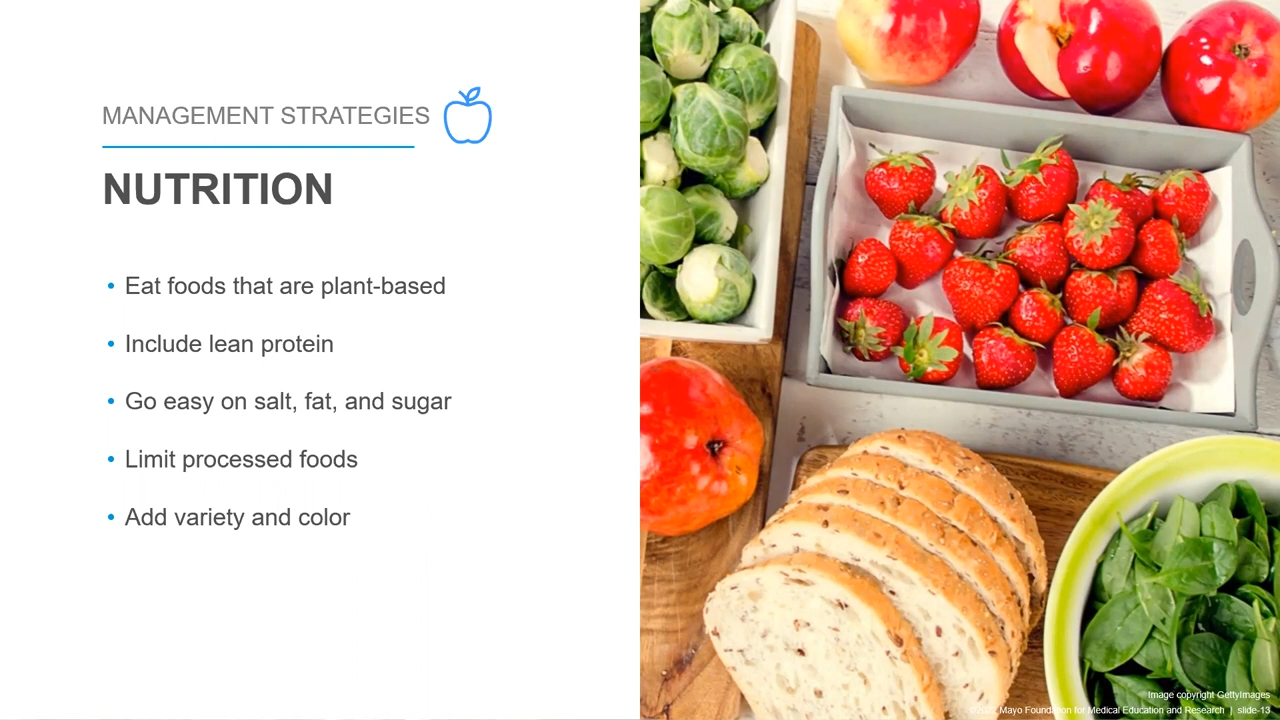 MANAGEMENT STRATEGIES
NUTRITION
• Eat foods that are plant-based
• Include lean protein
• Go easy on salt, fat, and sugar
• Limit processed foods
• Add variety and color
Image copyright GettyImages
Mayo Foundation for Medical Education and Research | slide-13